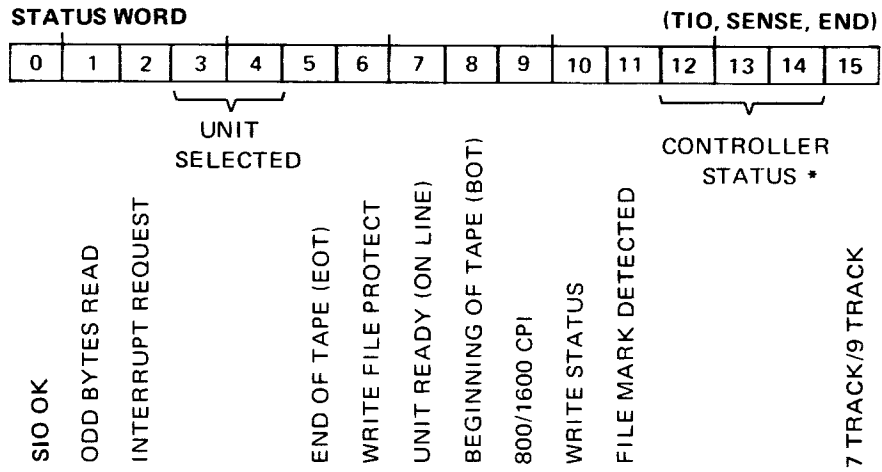 STATUS WORD (TIO, SENSE, END)
0 1 2 3 4 5 6 7 8 9 10 11 12 13 14 15
UNIT
SELECTED
CONTROLLER
STATUS *
SIO OK
ODD BYTES READ
INTERRUPT REQUEST
END OF TAPE (EOT)
WRITE FILE PROTECT
UNIT READY (ON LINE)
BEGINNING OF TAPE (BOT)
800/1600 CPI
WRITE STATUS
FILE MARK DETECTED
7 TRACK/9 TRACK